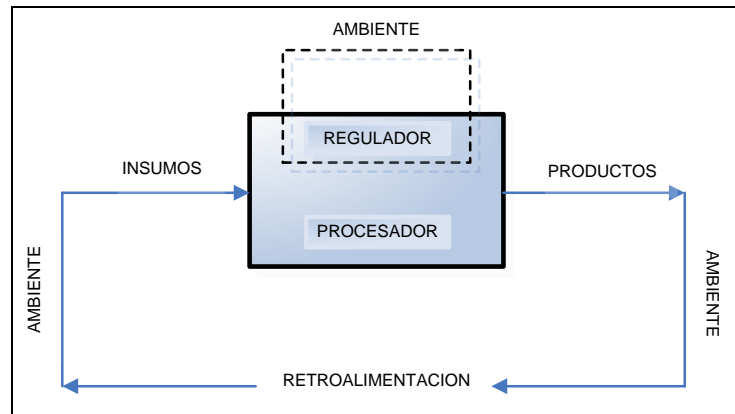 AMBIENTE
REGULADOR
INSUMOS
PRODUCTOS
PROCESADOR
AMBIENTE
AMBIENTE
RETROALIMENTACION